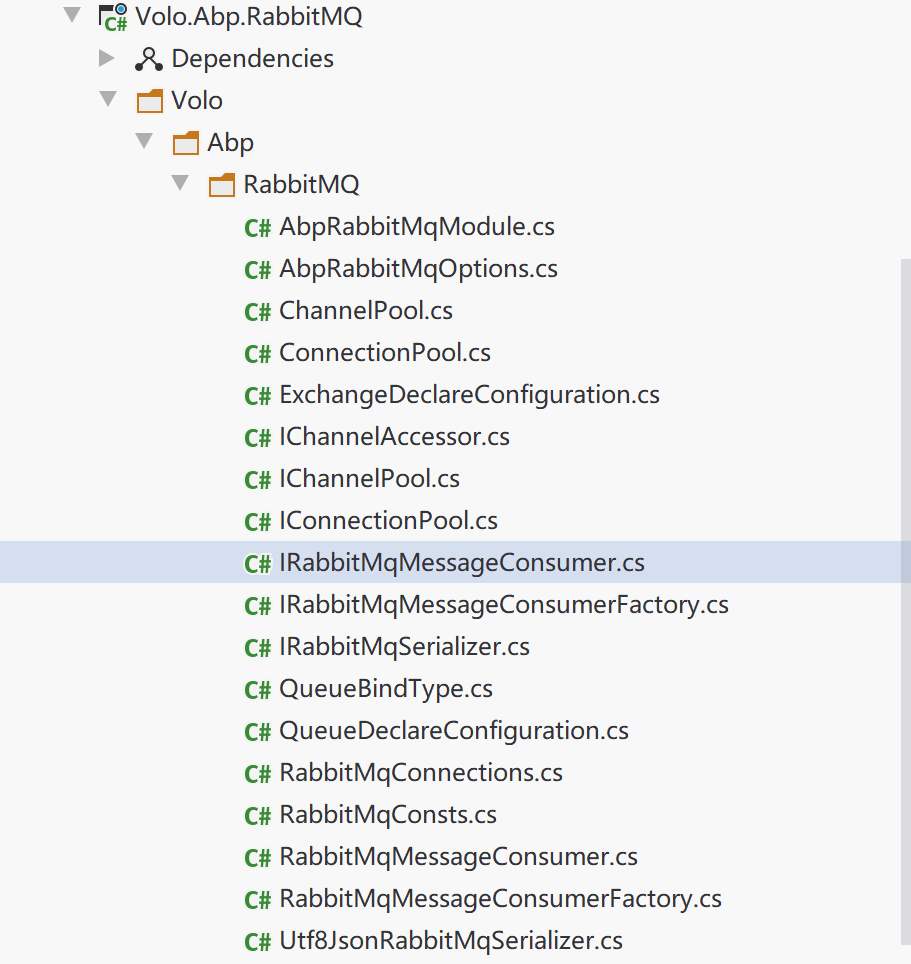 Volo.Abp.RabbitMQ
Dependencies
Volo
Abp
RabbitMQ
C# AbpRabbitMqModule.cs
C# AbpRabbitMqOptions.cs
C# ChannelPool.cs
C# ConnectionPool.cs
C# ExchangeDeclareConfiguration.cs
C# IChannelAccessor.cs
C# IChannelPool.cs
C# IConnectionPool.cs
C# IRabbitMqMessageConsumer.cs
C# IRabbitMqMessageConsumerFactory.cs
C# IRabbitMqSerializer.cs
C# QueueBindType.cs
C# QueueDeclareConfiguration.cs
C# RabbitMqConnections.cs
C# RabbitMqConsts.cs
C# RabbitMqMessageConsumer.cs
C# RabbitMqMessageConsumerFactory.cs
C# Utf8JsonRabbitMqSerializer.cs